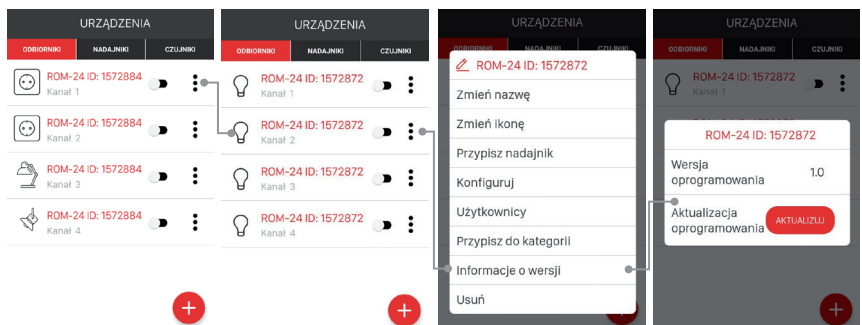 URZĄDZENIA
ODBIORNIKI NADAJNIKI CZUJNIKI
ROM-24 ID: 1572884
Kanał 1
ROM-24 ID: 1572884
Kanał 2
ROM-24 ID: 1572884
Kanał 3
ROM-24 ID: 1572884
Kanał 4
+
URZĄDZENIA
ODBIORNIKI NADAJNIKI CZUJNIKI
ROM-24 ID: 1572872
Kanał 1
ROM-24 ID: 1572872
Kanał 2
ROM-24 ID: 1572872
Kanał 3
ROM-24 ID: 1572872
Kanał 4
+
URZĄDZENIA
ODBIORNIKI NADAJNIKI CZUJNIKI
ROM-24 ID: 1572872
Zmień nazwę
Zmień ikonę
Przypisz nadajnik
Konfiguruj
Użytkownicy
Przypisz do kategorii
Informacje o wersji
Usuń
URZĄDZENIA
ODBIORNIKI NADAJNIKI CZUJNIKI
ROM-24 ID: 1572872
Kanał 1
ROM-24 ID: 1572872
Wersja
oprogramowania 1.0
Aktualizacja
oprogramowania AKTUALIZUJ
+